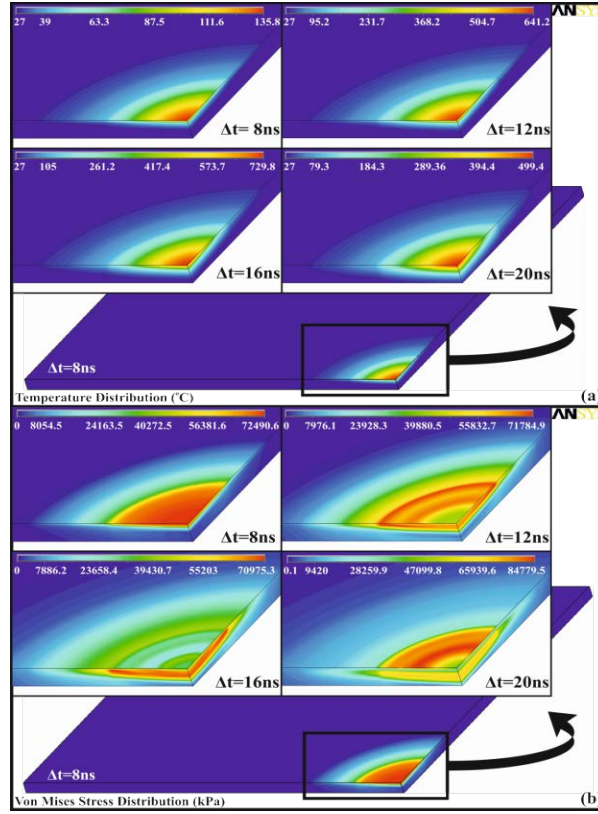 27 39 63.3 87.5 111.6 135.8
27 95.2 231.7 368.2 504.7 641.2
ANSYS
Δt= 8ns
Δt=12ns
27 105 261.2 417.4 573.7 729.8
27 79.3 184.3 289.36 394.4 499.4
Δt=16ns
Δt=20ns
Δt=8ns
Temperature Distribution (°C)
(a)
0 8054.5 24163.5 40272.5 56381.6 72490.6
0 7976.1 23928.3 39880.5 55832.7 71784.9
ANSYS
Δt=8ns
Δt=12ns
0 7886.2 23658.4 39430.7 55203 70975.3
0.1 9420 28259.9 47099.8 65939.6 84779.5
Δt=16ns
Δt=20ns
Δt=8ns
Von Mises Stress Distribution (kPa)
(b)